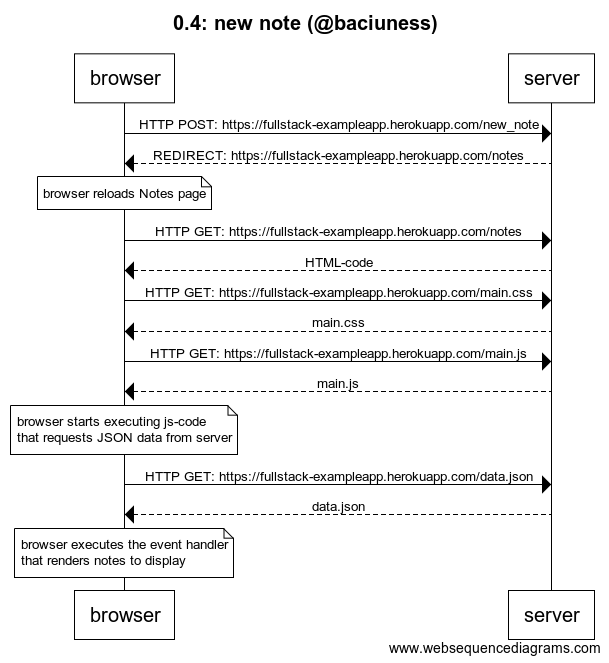 0.4: new note (@baciuness)
browser
server
HTTP POST: https://fullstack-exampleapp.herokuapp.com/new_note
REDIRECT: https://fullstack-exampleapp.herokuapp.com/notes
browser reloads Notes page
HTTP GET: https://fullstack-exampleapp.herokuapp.com/notes
HTML-code
HTTP GET: https://fullstack-exampleapp.herokuapp.com/main.css
main.css
HTTP GET: https://fullstack-exampleapp.herokuapp.com/main.js
main.js
browser starts executing js-code
that requests JSON data from server
HTTP GET: https://fullstack-exampleapp.herokuapp.com/data.json
data.json
browser executes the event handler
that renders notes to display
browser
server
www.websequencediagrams.com